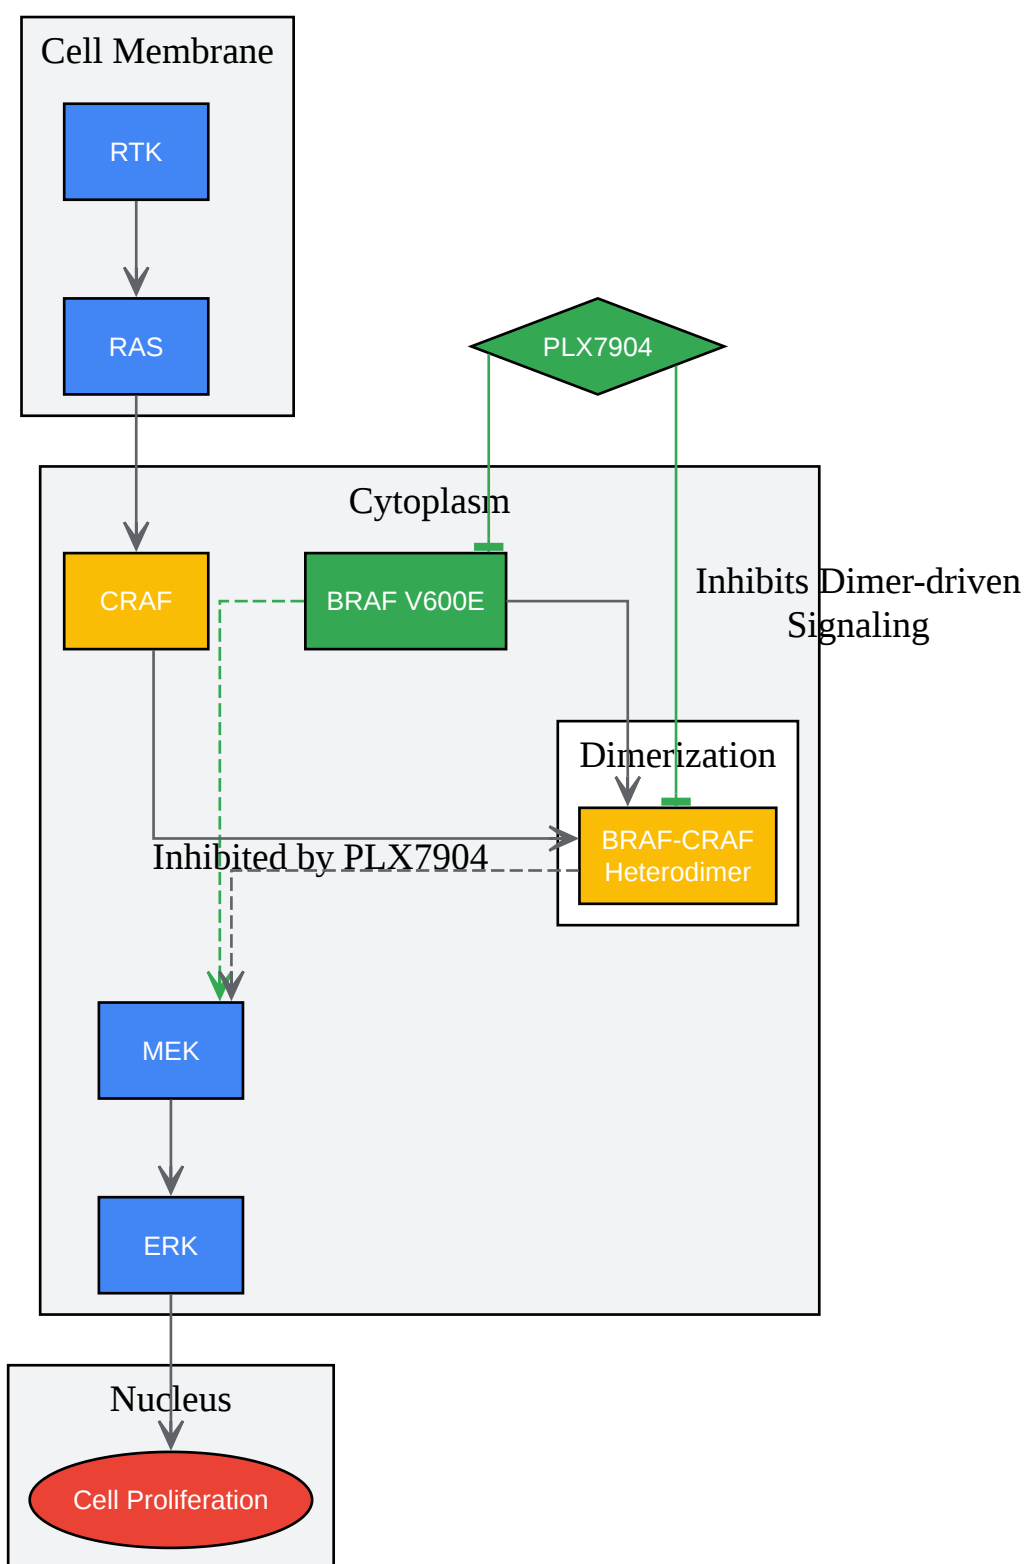 Cell Membrane
RTK
RAS
PLX7904
Cytoplasm
CRAF
BRAF V600E
Inhibits Dimer-driven
Signaling
Dimerization
BRAF-CRAF
Heterodimer
Inhibited by PLX7904
MEK
ERK
Nucleus
Cell Proliferation